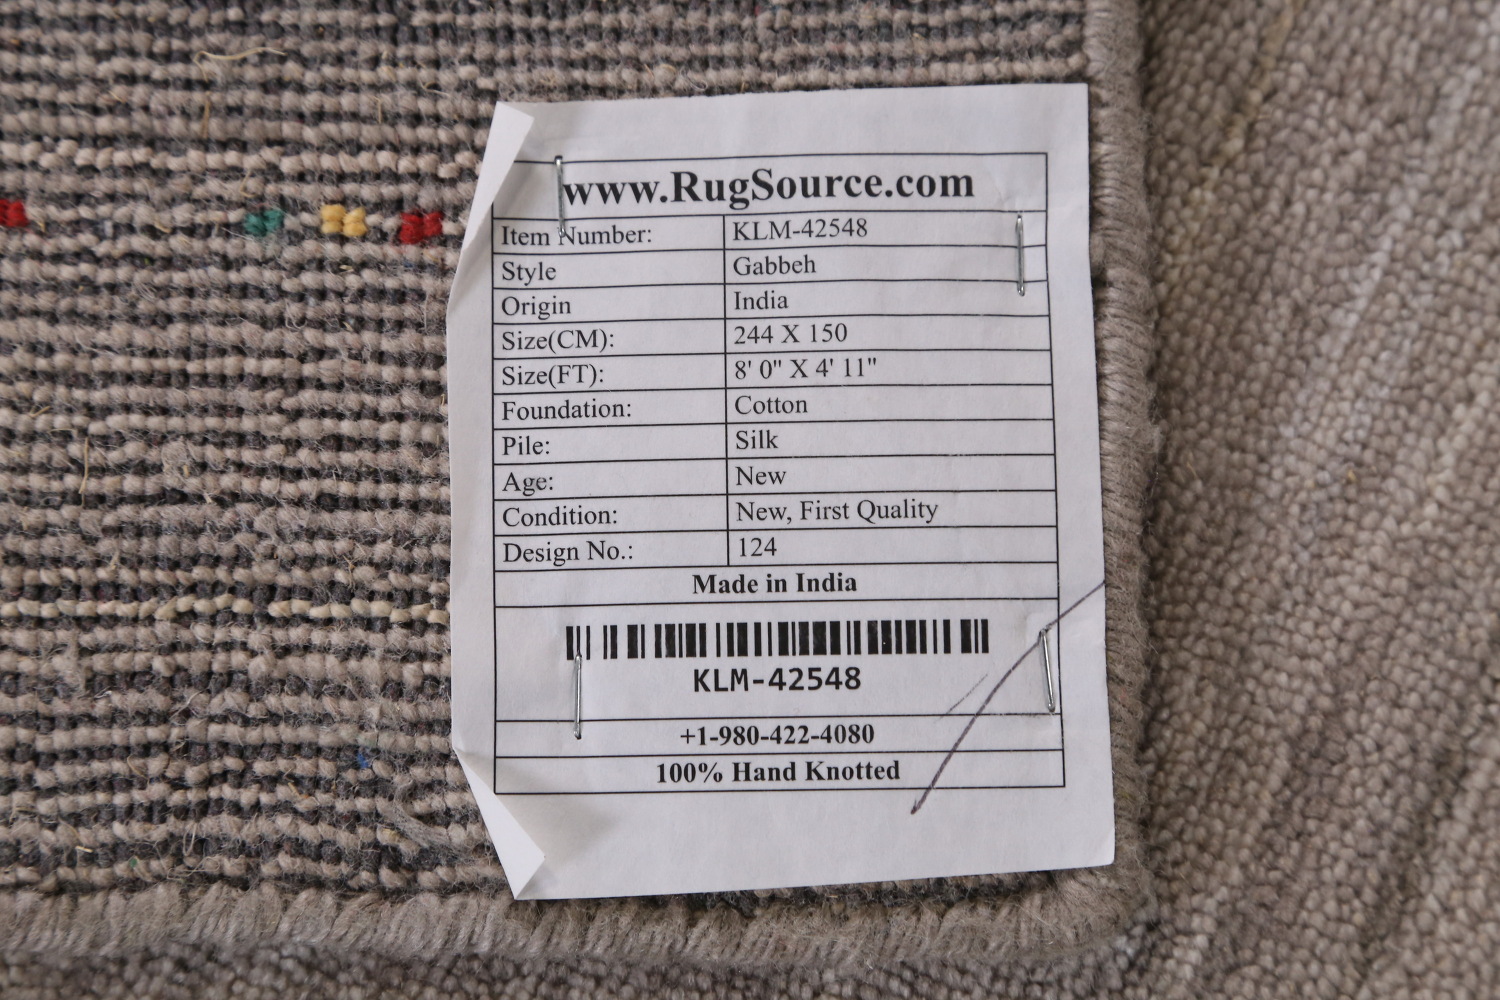 www.RugSource.com
Item Number: KLM-42548
Style Gabbeh
Origin India
Size(CM): 244 X 150
Size(FT): 8' 0" X 4' 11"
Foundation: Cotton
Pile: Silk
Age: New
Condition: New, First Quality
Design No.: 124
Made in India
KLM-42548
+1-980-422-4080
100% Hand Knotted